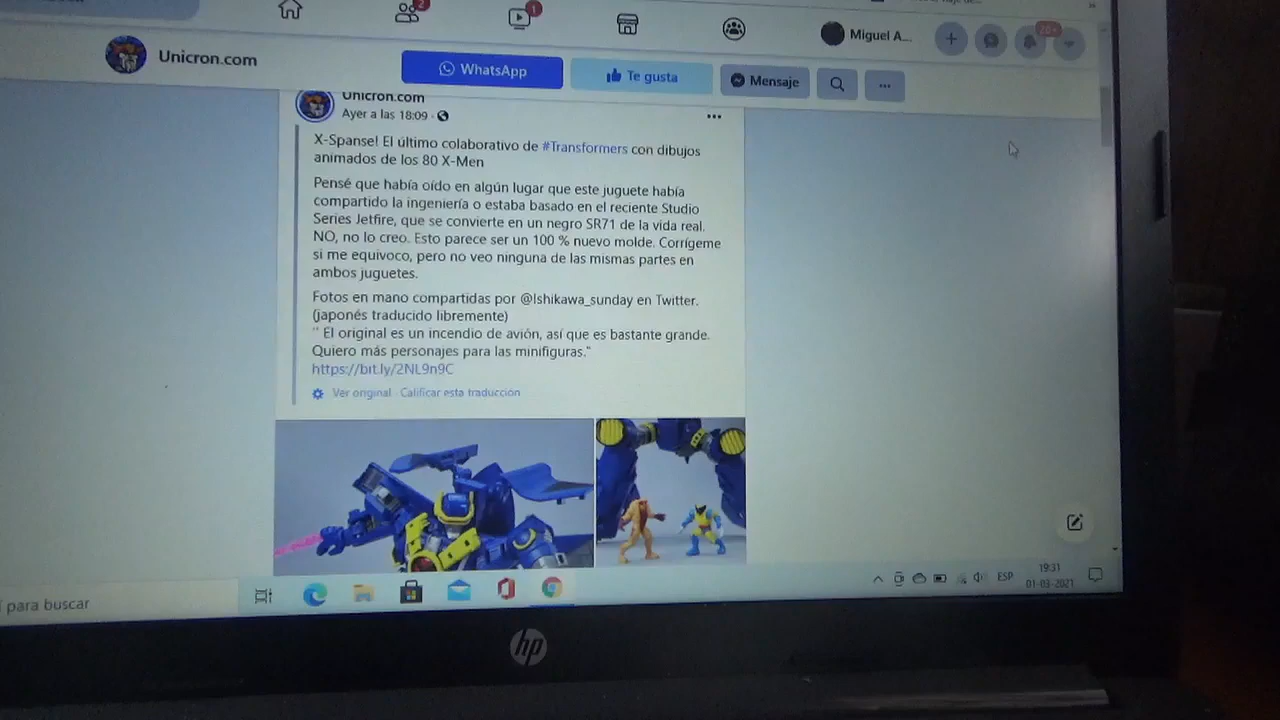 2
1
Miguel A...
20+
Unicron.com
WhatsApp
Te gusta
Mensaje
Unicron.com
Ayer a las 18:09 ·
X-Spanse! El último colaborativo de #Transformers con dibujos
animados de los 80 X-Men
Pensé que había oído en algún lugar que este juguete había
compartido la ingeniería o estaba basado en el reciente Studio
Series Jetfire, que se convierte en un negro SR71 de la vida real.
NO, no lo creo. Esto parece ser un 100 % nuevo molde. Corrígeme
si me equivoco, pero no veo ninguna de las mismas partes en
ambos juguetes.
Fotos en mano compartidas por @Ishikawa_sunday en Twitter.
(japonés traducido libremente)
" El original es un incendio de avión, así que es bastante grande.
Quiero más personajes para las minifiguras."
https://bit.ly/2NL9n9C
Ver original · Calificar esta traducción
para buscar
ESP
19:31
01-03-2021
hp